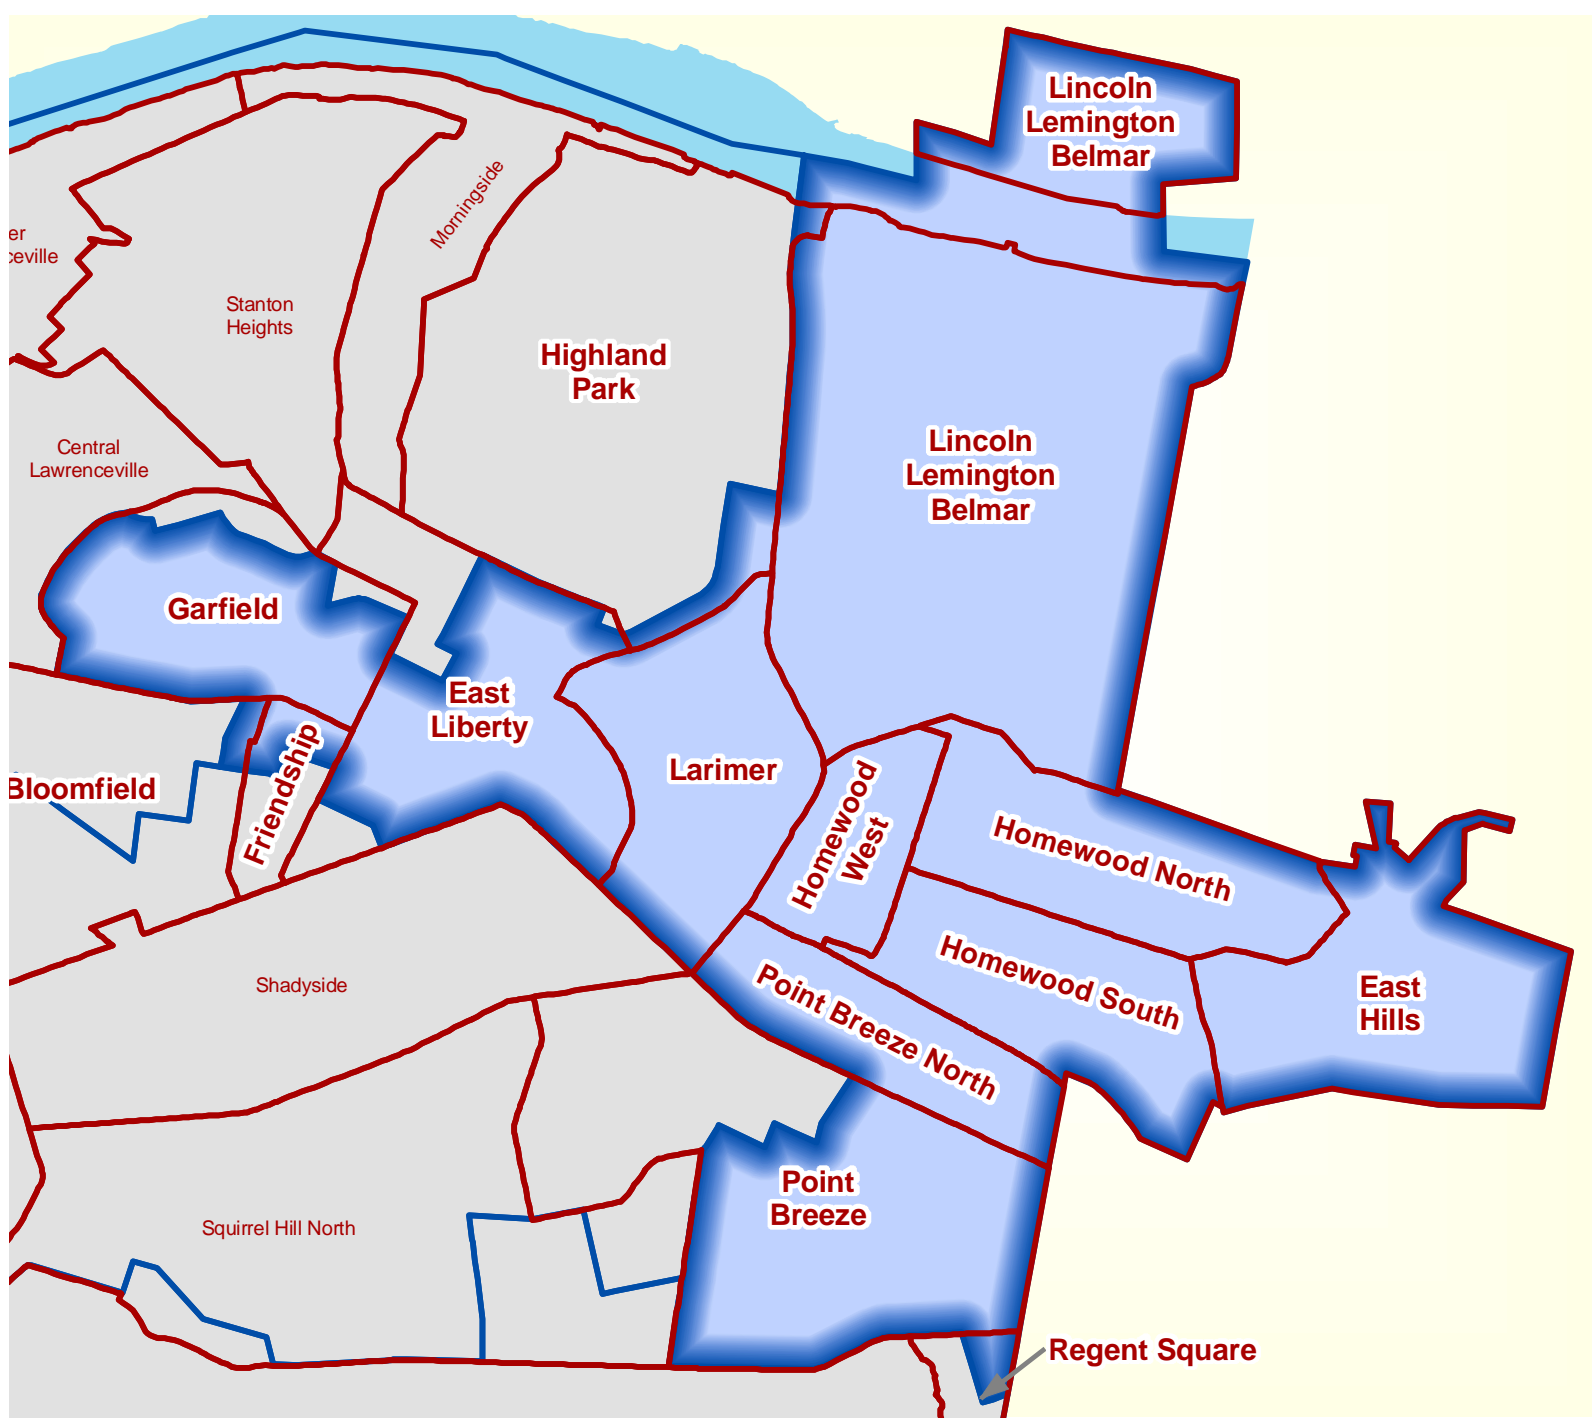 Lincoln
Lemington
Belmar
Morningside
er
ceville
Stanton
Heights
Highland
Park
Central
Lawrenceville
Lincoln
Lemington
Belmar
Garfield
East
Liberty
Larimer
Friendship
Bloomfield
Homewood
West
Homewood North
Homewood South
East
Hills
Shadyside
Point Breeze North
Point
Breeze
Squirrel Hill North
Regent Square